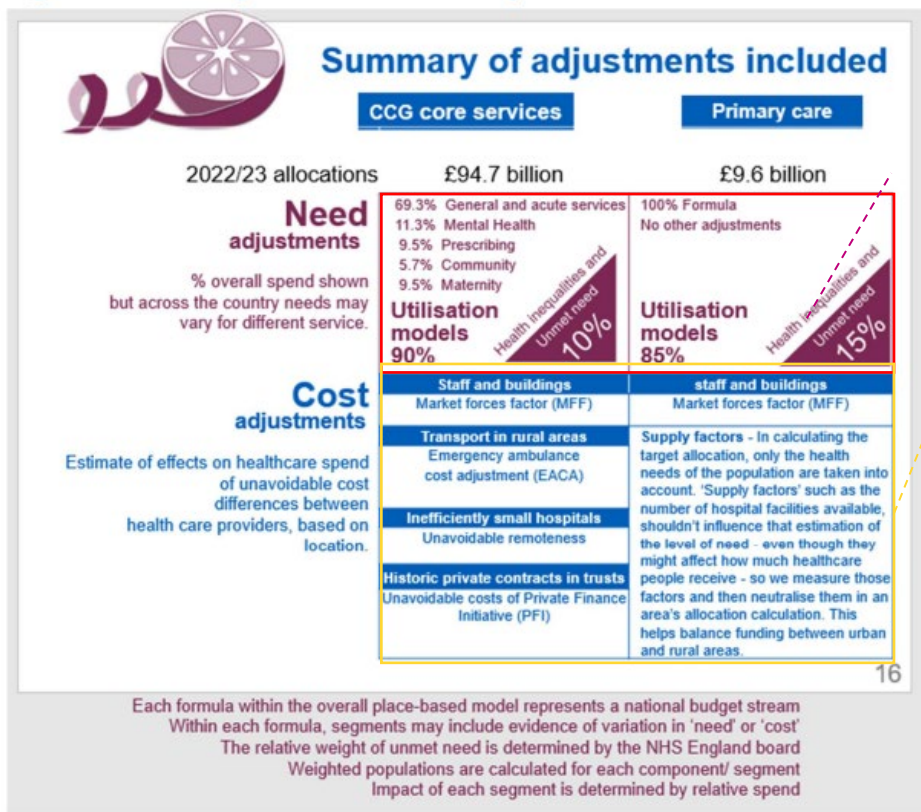 Summary of adjustments included
CCG core services
Primary care
2022/23 allocations
£94.7 billion
£9.6 billion
Need
adjustments
% overall spend shown
but across the country needs may
vary for different service.
69.3% General and acute services
11.3% Mental Health
9.5% Prescribing
5.7% Community
9.5% Maternity
Utilisation
models
90%
Health inequalities and
Unmet need
10%
100% Formula
No other adjustments
Utilisation
models
85%
Health inequalities and
Unmet need
15%
Cost
adjustments
Estimate of effects on healthcare spend
of unavoidable cost
differences between
health care providers, based on
location.
Staff and buildings
Market forces factor (MFF)
Transport in rural areas
Emergency ambulance
cost adjustment (EACA)
Inefficiently small hospitals
Unavoidable remoteness
Historic private contracts in trusts
Unavoidable costs of Private Finance
Initiative (PFI)
staff and buildings
Market forces factor (MFF)
Supply factors - In calculating the
target allocation, only the health
needs of the population are taken into
account. 'Supply factors' such as the
number of hospital facilities available,
shouldn't influence that estimation of
the level of need - even though they
might affect how much healthcare
people receive - so we measure those
factors and then neutralise them in an
area's allocation calculation. This
helps balance funding between urban
and rural areas.
16
Each formula within the overall place-based model represents a national budget stream
Within each formula, segments may include evidence of variation in 'need' or 'cost'
The relative weight of unmet need is determined by the NHS England board
Weighted populations are calculated for each component/ segment
Impact of each segment is determined by relative spend